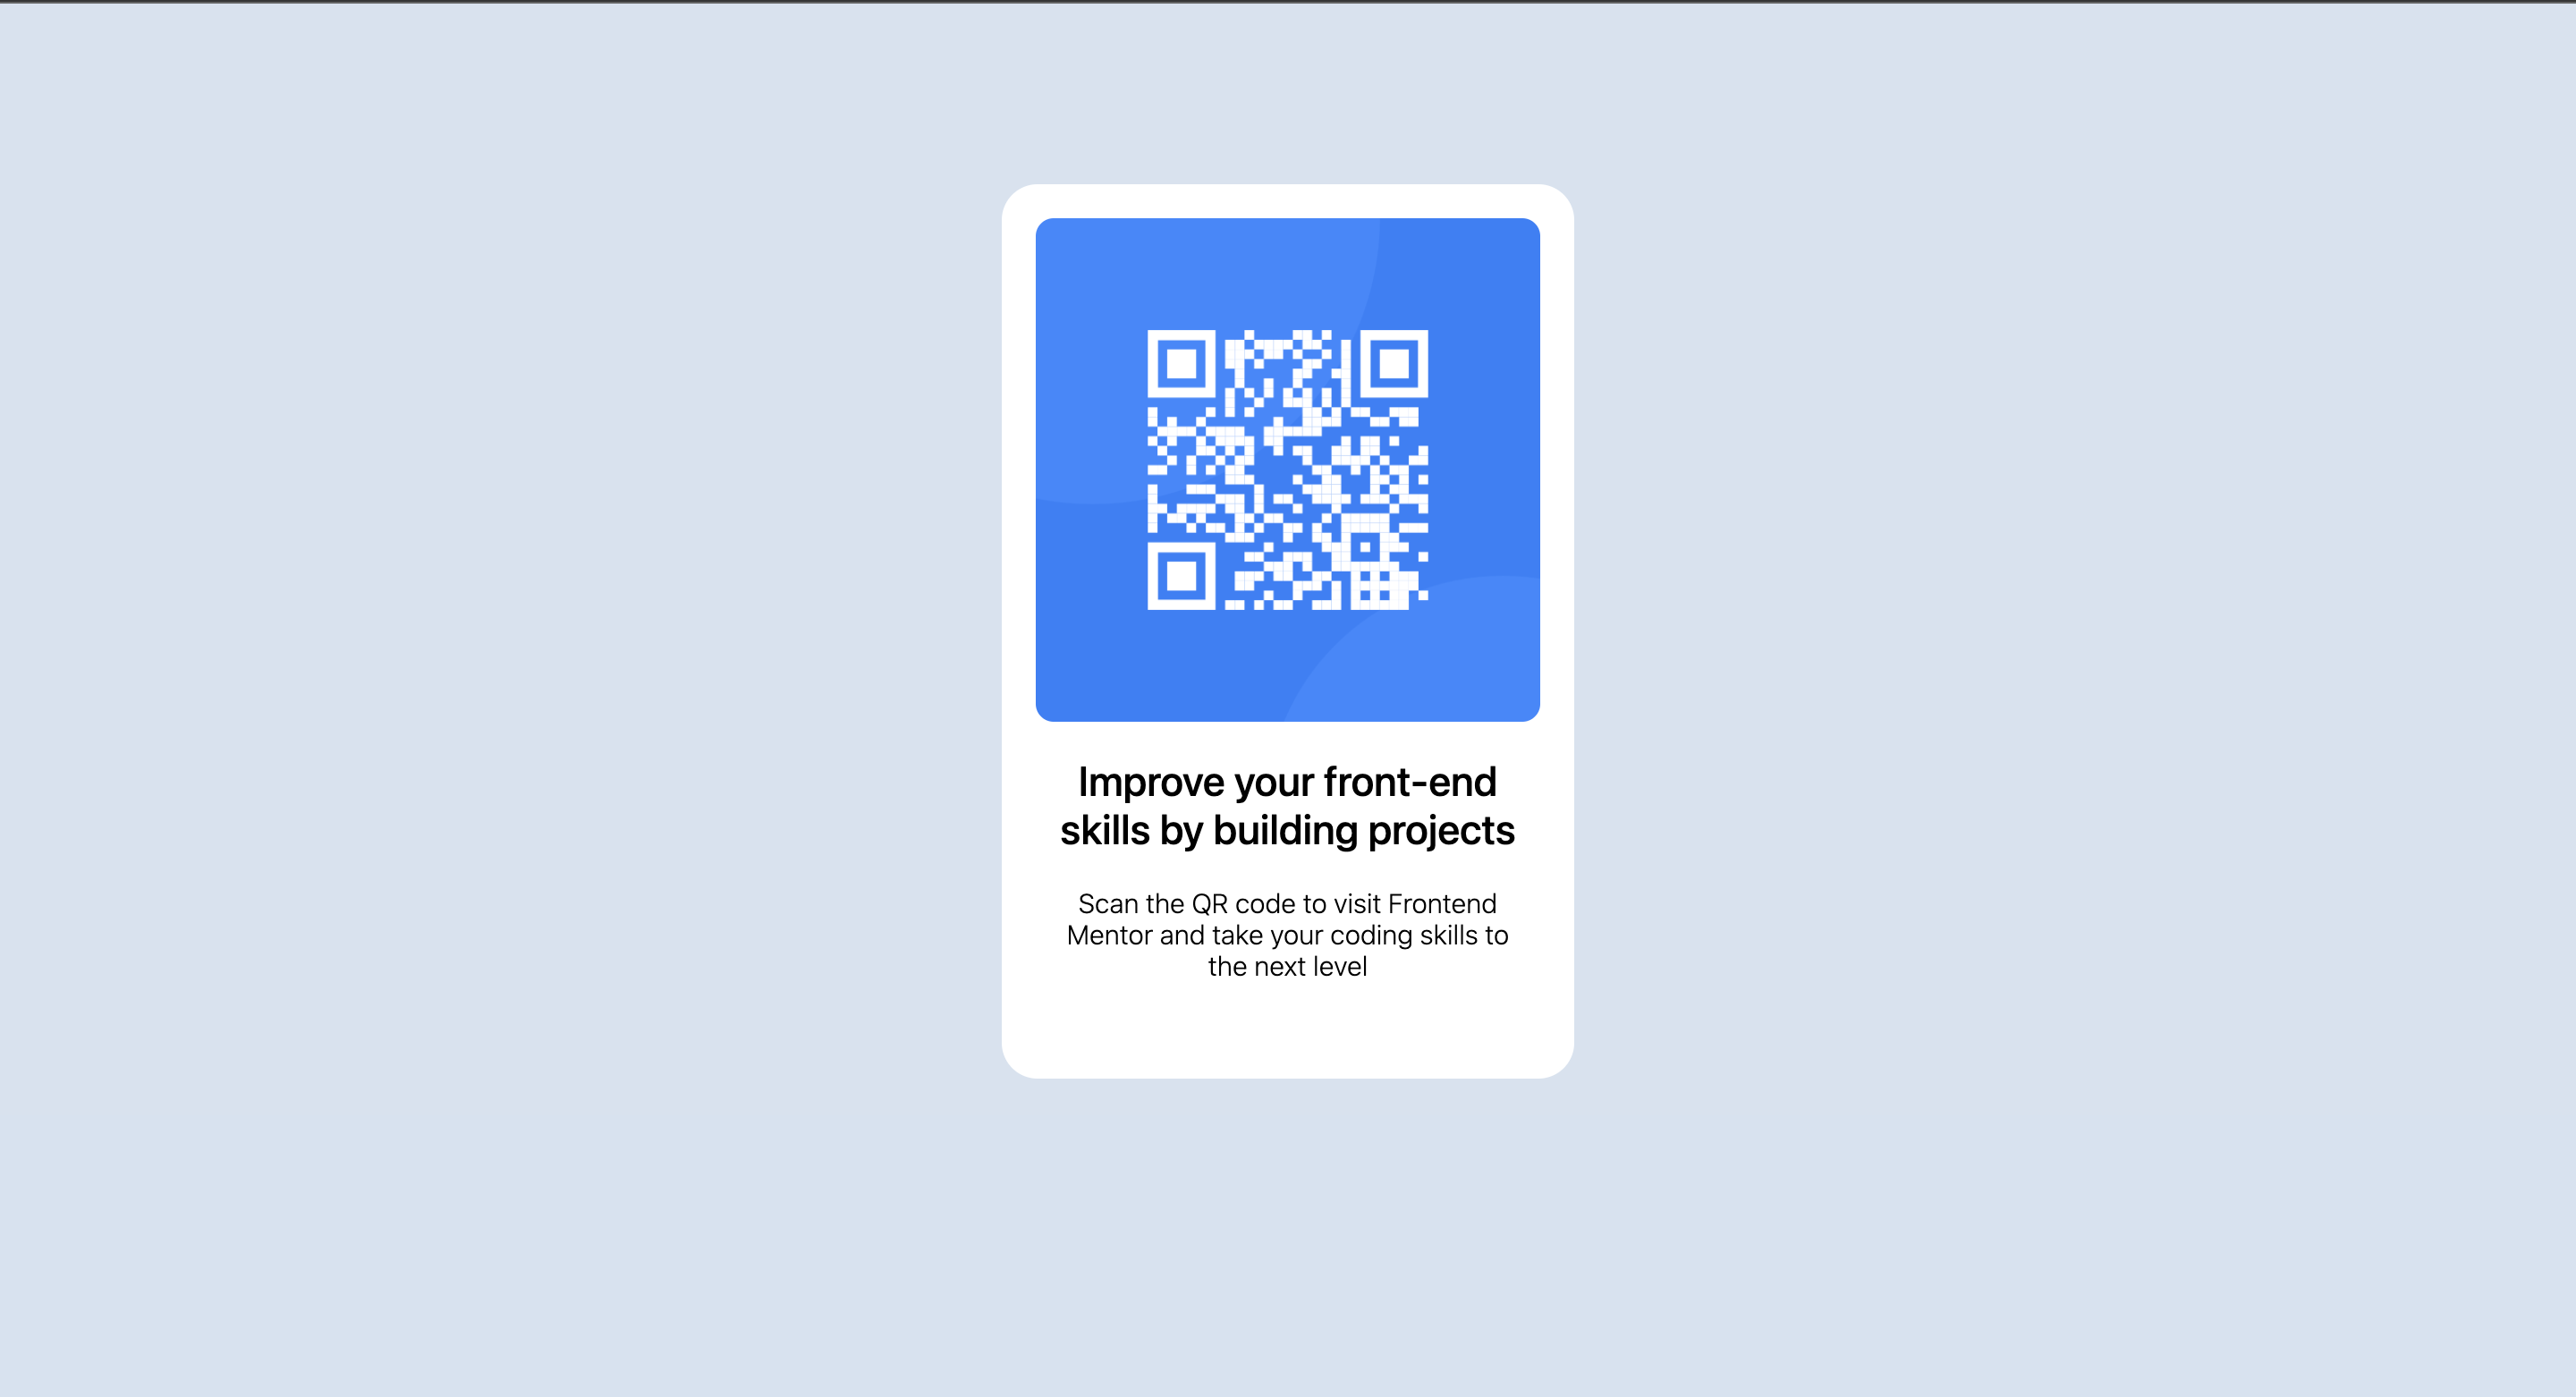 Improve your front-end
skills by building projects
Scan the QR code to visit Frontend
Mentor and take your coding skills to
the next level